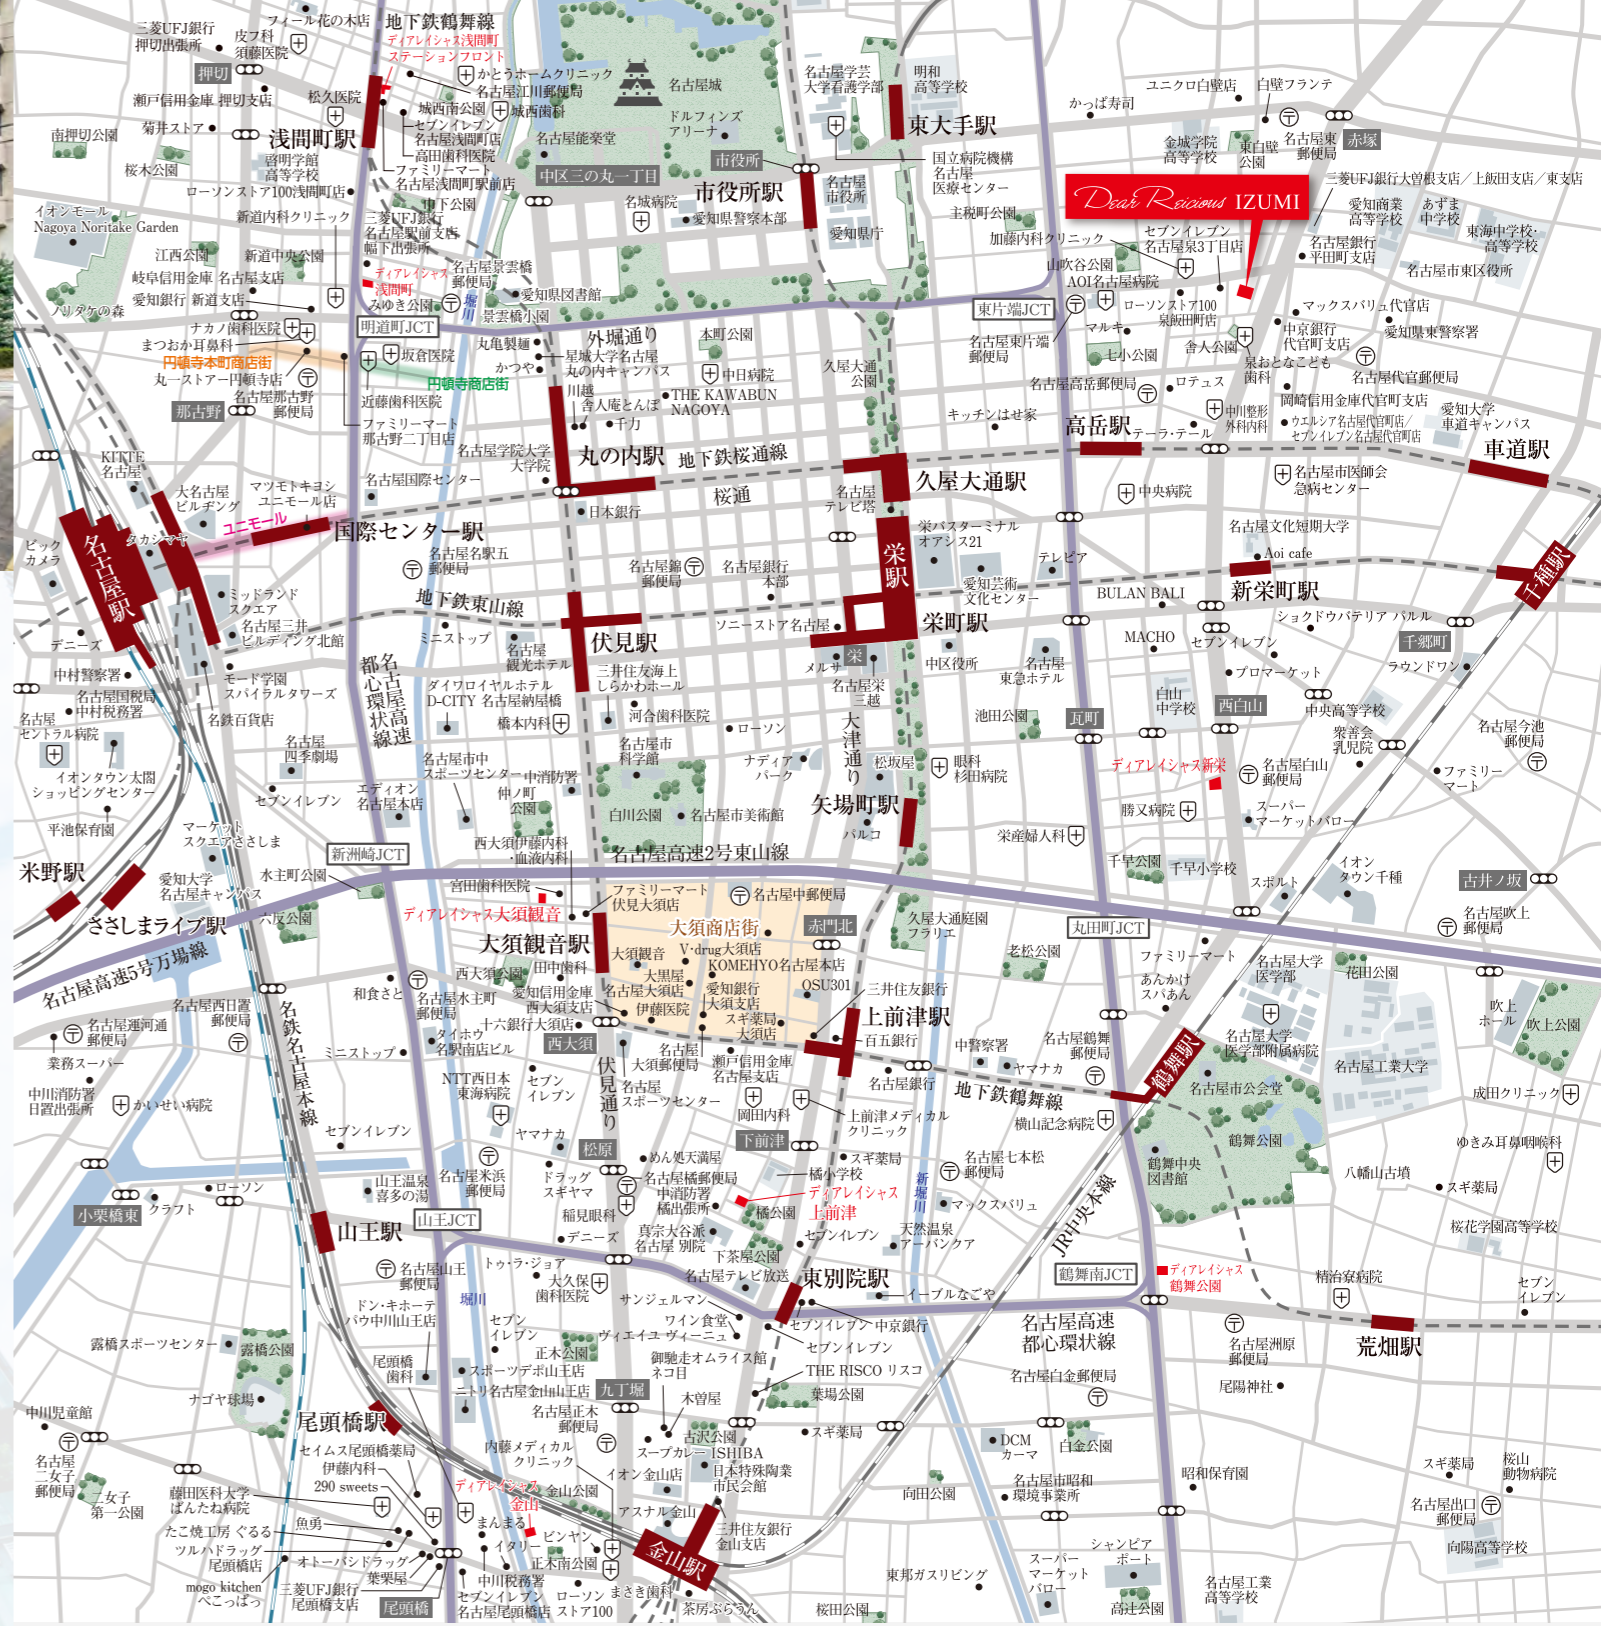 フィール花の木店
地下鉄鶴舞線
三菱UFJ銀行
押切出張所
皮フ科
須藤医院
ディアレイシャス浅間町
ステーションフロント
押切
かとうホームクリニック
名古屋江川郵便局
瀬戸信用金庫 押切支店
松久医院
城西南公園
城西歯科
セブンイレブン
名古屋浅間町店
高田歯科医院
菊井ストア
浅間町駅
南押切公園
桜木公園
啓明学館
高等学校
ファミリーマート
名古屋浅間町駅前店
ローソンストア100浅間町店
巾下公園
名古屋城
名古屋能楽堂
ドルフィンズ
アリーナ
中区三の丸一丁目
市役所
市役所駅
名城病院
愛知県警察本部
名古屋
市役所
愛知県庁
名古屋学芸
大学看護学部
明和
高等学校
東大手駅
国立病院機構
名古屋
医療センター
主税町公園
かっぱ寿司
ユニクロ白壁店
白壁フランテ
金城学院
高等学校
東白壁
公園
名古屋東
郵便局
赤塚
三菱UFJ銀行大曽根支店／上飯田支店／東支店
Dear Reicious IZUMI
愛知商業
高等学校
あずま
中学校
東海中学校・
高等学校
名古屋銀行
平田町支店
名古屋市東区役所
加藤内科クリニック
セブンイレブン
名古屋泉3丁目店
山吹谷公園
AOI名古屋病院
ローソンストア100
泉飯田町店
東片端JCT
名古屋東片端
郵便局
マルキ
七小公園
舎人公園
マックスバリュ代官店
中京銀行
代官町支店
愛知県東警察署
泉おとなこども
歯科
名古屋代官郵便局
名古屋高岳郵便局
ロテュス
岡崎信用金庫代官町支店
中川整形
外科内科
ウエルシア名古屋代官町店／
セブンイレブン名古屋代官町店
愛知大学
車道キャンパス
車道駅
キッチンはせ家
高岳駅
テーラ・テール
名古屋市医師会
急病センター
中央病院
イオンモール
Nagoya Noritake Garden
新道内科クリニック
三菱UFJ銀行
名古屋駅前支店
幅下出張所
江西公園
新道中央公園
岐阜信用金庫 名古屋支店
愛知銀行 新道支店
ノリタケの森
ディアレイシャス
浅間町
みゆき公園
名古屋景雲橋
郵便局
堀川
愛知県図書館
景雲橋小園
明道町JCT
外堀通り
ナカノ歯科医院
まつおか耳鼻科
円頓寺本町商店街
丸一ストアー円頓寺店
坂倉医院
円頓寺商店街
丸亀製麺
かつや
星城大学名古屋
丸の内キャンパス
本町公園
中日病院
久屋大通
公園
THE KAWABUN
NAGOYA
川越
舎人庵とんぼ
千力
名古屋那古野
郵便局
那古野
近藤歯科医院
ファミリーマート
那古野二丁目店
名古屋学院大学
大学院
丸の内駅
地下鉄桜通線
桜通
KITTE
名古屋
大名古屋
ビルヂング
マツモトキヨシ
ユニモール店
ユニモール
名古屋国際センター
国際センター駅
日本銀行
名古屋
テレビ塔
久屋大通駅
栄バスターミナル
オアシス21
栄駅
ビック
カメラ
名古屋駅
タカシマヤ
名古屋名駅五
郵便局
名古屋錦
郵便局
名古屋銀行
本部
愛知芸術
文化センター
テレピア
名古屋文化短期大学
Aoi cafe
千種駅
BULAN BALI
新栄町駅
ショクドウバテリア パルル
ミッドランド
スクエア
名古屋三井
ビルディング北館
デニーズ
地下鉄東山線
ミニストップ
伏見駅
ソニーストア名古屋
栄町駅
MACHO
セブンイレブン
千郷町
ラウンドワン
中村警察署
名古屋国税局
中村税務署
モード学園
スパイラルタワーズ
名鉄百貨店
名古屋高速
都心環状線
名古屋
観光ホテル
三井住友海上
しらかわホール
メルサ
栄
名古屋栄
三越
中区役所
名古屋
東急ホテル
プロマーケット
白山
中学校
西白山
中央高等学校
名古屋
セントラル病院
ダイワロイヤルホテル
D-CITY 名古屋納屋橋
橋本内科
河合歯科医院
ローソン
大津通り
池田公園
瓦町
衆善会
乳児院
名古屋今池
郵便局
イオンタウン太閤
ショッピングセンター
名古屋
四季劇場
名古屋市中
スポーツセンター
中消防署
仲ノ町
公園
名古屋市
科学館
ナディア
パーク
松坂屋
眼科
杉田病院
ディアレイシャス新栄
名古屋白山
郵便局
ファミリー
マート
セブンイレブン
エディオン
名古屋本店
平池保育園
白川公園
名古屋市美術館
矢場町駅
パルコ
勝又病院
スーパー
マーケットバロー
栄産婦人科
マーケット
スクエアささしま
新洲崎JCT
西大須伊藤内科
・血液内科
名古屋高速2号東山線
千早公園
千早小学校
イオン
タウン千種
米野駅
愛知大学
名古屋キャンパス
水主町公園
宮田歯科医院
ファミリーマート
伏見大須店
名古屋中郵便局
スポルト
古井ノ坂
ささしまライブ駅
六反公園
ディアレイシャス大須観音
大須観音駅
大須商店街
赤門北
久屋大通庭園
フラリエ
丸田町JCT
名古屋吹上
郵便局
名古屋高速5号万場線
大須観音
V・drug大須店
KOMEHYO名古屋本店
老松公園
ファミリーマート
名古屋大学
医学部
花田公園
和食さと
西大須公園
田中歯科
大黒屋
名古屋大須店
愛知銀行
大須支店
OSU301
三井住友銀行
あんかけ
スパあん
吹上
ホール
吹上公園
名古屋西日置
郵便局
名鉄名古屋本線
名古屋水主町
郵便局
愛知信用金庫
西大須支店
伊藤医院
スギ薬局
大須店
上前津駅
百五銀行
名古屋運河通
郵便局
タイホウ
名駅南店ビル
十六銀行大須店
西大須
名古屋
大須郵便局
瀬戸信用金庫
名古屋支店
中警察署
ヤマナカ
名古屋鶴舞
郵便局
鶴舞駅
名古屋大学
医学部附属病院
名古屋工業大学
業務スーパー
ミニストップ
伏見通り
名古屋
スポーツセンター
名古屋銀行
地下鉄鶴舞線
名古屋市公会堂
成田クリニック
中川消防署
日置出張所
かいせい病院
NTT西日本
東海病院
セブン
イレブン
岡田内科
上前津メディカル
クリニック
横山記念病院
セブンイレブン
ヤマナカ
松原
下前津
鶴舞公園
ゆきみ耳鼻咽喉科
名古屋米浜
郵便局
ドラッグ
スギヤマ
めん処天満屋
名古屋橘郵便局
中消防署
橘出張所
橘小学校
スギ薬局
名古屋七本松
郵便局
新堀川
鶴舞中央
図書館
八幡山古墳
スギ薬局
ローソン
クラフト
小栗橋東
山王温泉
喜多の湯
山王駅
山王JCT
稲見眼科
ディアレイシャス
上前津
橘公園
マックスバリュ
JR中央本線
桜花学園高等学校
デニーズ
真宗大谷派
名古屋 別院
下茶屋公園
セブンイレブン
天然温泉
アーバンクア
名古屋山王
郵便局
トゥ・ラ・ジョア
大久保
歯科医院
名古屋テレビ放送
東別院駅
鶴舞南JCT
ディアレイシャス
鶴舞公園
精治寮病院
セブン
イレブン
堀川
ドン・キホーテ
パウ中川山王店
サンジェルマン
ワイン食堂
ヴィエイユ ヴィーニュ
イーブルなごや
セブンイレブン
中京銀行
セブンイレブン
名古屋高速
都心環状線
名古屋洲原
郵便局
荒畑駅
露橋スポーツセンター
露橋公園
尾頭橋
歯科
セブン
イレブン
正木公園
御馳走オムライス館
ネコ目
THE RISCO リスコ
スポーツデポ山王店
ニトリ名古屋金山山王店
九丁堀
木曽屋
葉場公園
名古屋白金郵便局
尾陽神社
ナゴヤ球場
中川児童館
尾頭橋駅
名古屋正木
郵便局
古沢公園
スープカレー ISHIBA
スギ薬局
DCM
カーマ
白金公園
セイムス尾頭橋薬局
伊藤内科
290 sweets
内藤メディカル
クリニック
イオン金山店
日本特殊陶業
市民会館
名古屋
二女子
郵便局
二女子
第一公園
藤田医科大学
ばんたね病院
ディアレイシャス
金山
金山公園
向田公園
名古屋市昭和
環境事業所
昭和保育園
スギ薬局
桜山
動物病院
名古屋出口
郵便局
たこ焼工房 ぐるる
魚勇
まんまる
アスナル金山
三井住友銀行
金山支店
金山駅
ツルハドラッグ
尾頭橋店
オトーバシドラッグ
葉栗屋
イタリー
ビンヤン
正木南公園
向陽高等学校
mogo kitchen
ぺこっぱっ
三菱UFJ銀行
尾頭橋支店
尾頭橋
中川税務署
セブンイレブン
名古屋尾頭橋店
ローソン
ストア100
まさき歯科
茶房ぷらうん
桜田公園
東邦ガスリビング
スーパー
マーケット
バロー
シャンピア
ポート
高辻公園
名古屋工業
高等学校